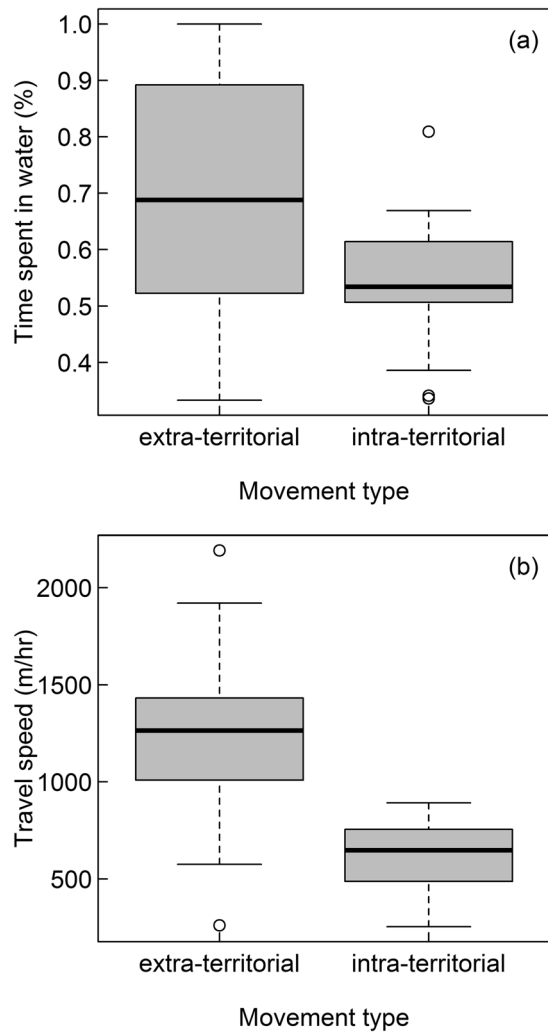 (a)
Time spent in water (%)
1.0
0.9
0.8
0.7
0.6
0.5
0.4
extra-territorial intra-territorial
Movement type
(b)
Travel speed (m/hr)
2000
1500
1000
500
extra-territorial intra-territorial
Movement type